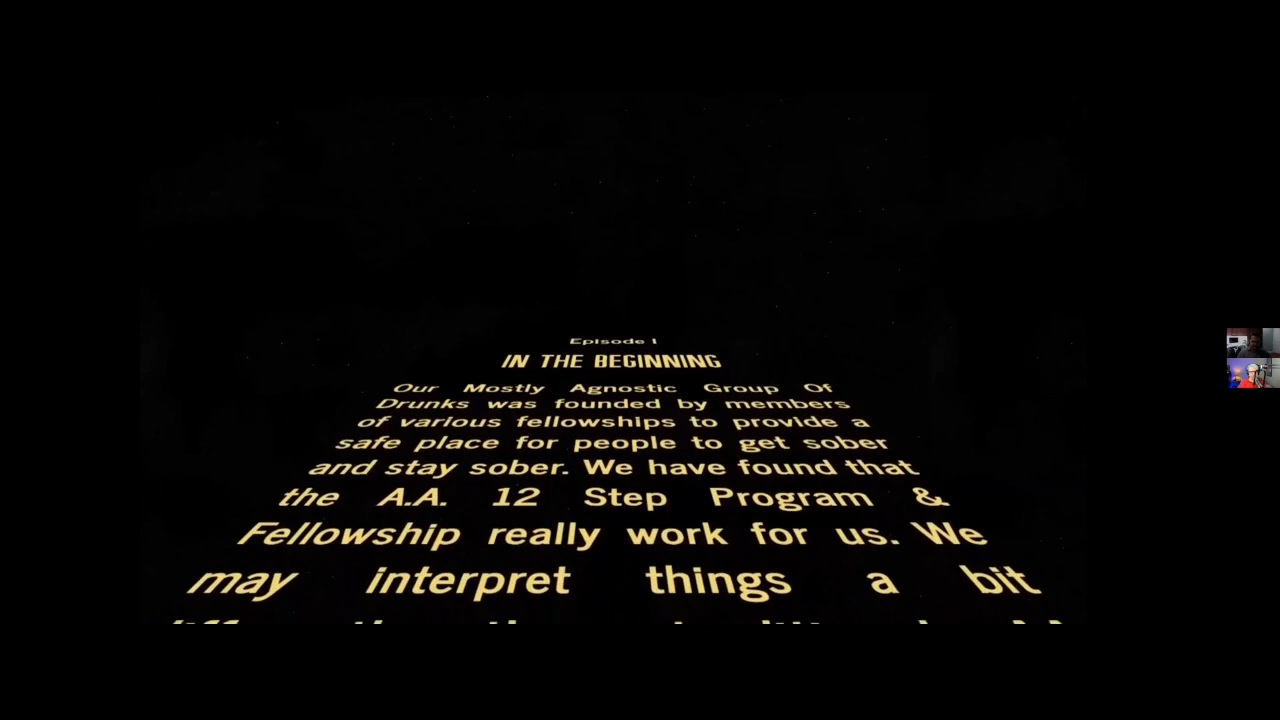 Episode I
IN THE BEGINNING
Our Mostly Agnostic Group Of
Drunks was founded by members
of various fellowships to provide a
safe place for people to get sober
and stay sober. We have found that
the A.A. 12 Step Program &
Fellowship really work for us. We
may interpret things a bit